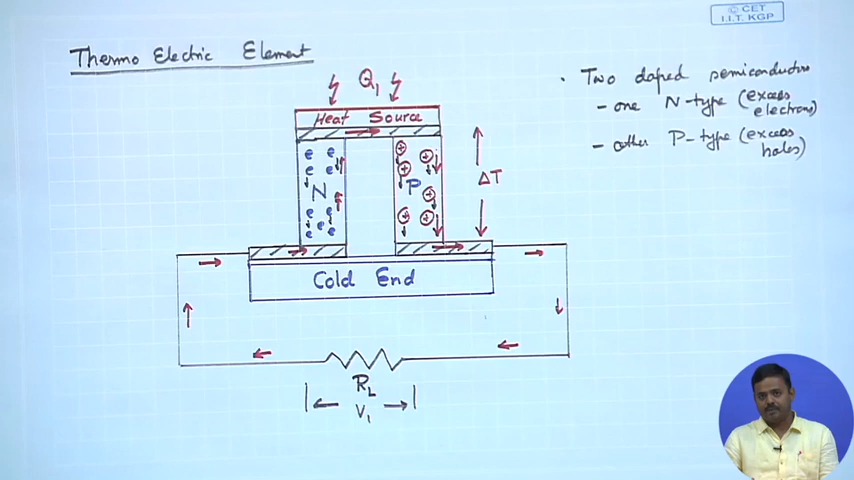 © CET
I.I.T. KGP
Thermo Electric Element
Q1
Heat Source
e e
e e
N
e e
e e
+
+
+
P
+
+ +
ΔT
Cold End
RL
V1
. Two doped semiconductors
- one N-type (excess
electrons)
- other P-type (excess
holes)